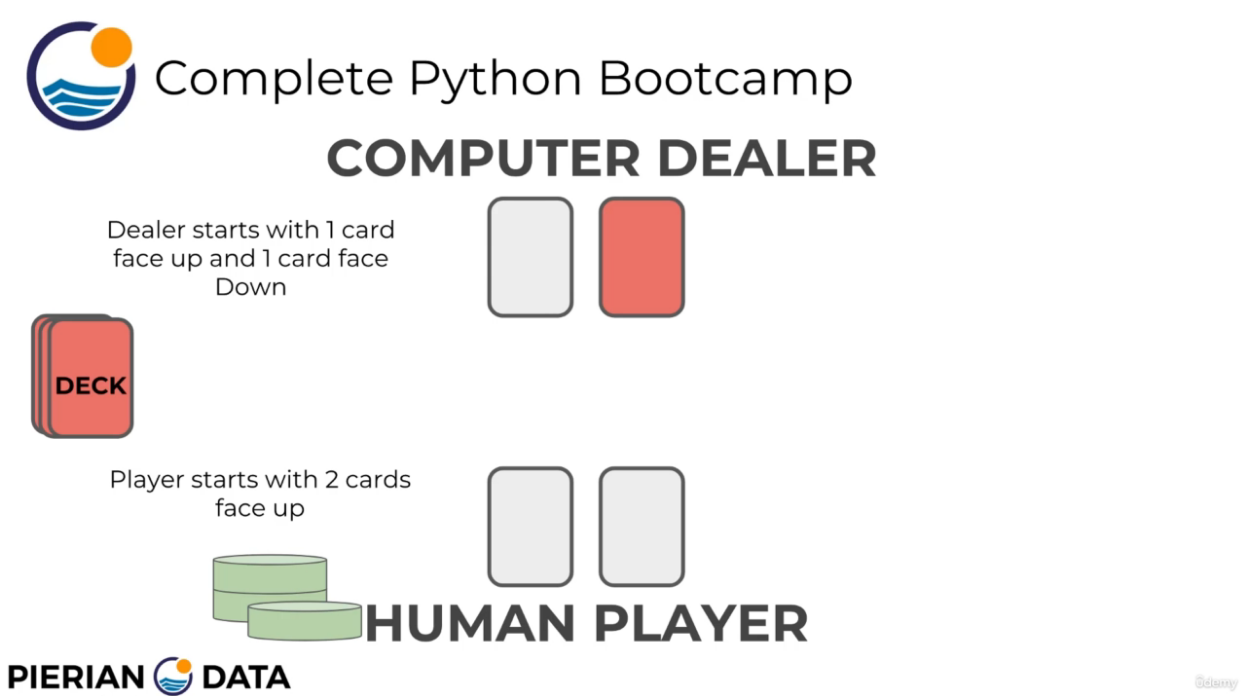 Complete Python Bootcamp
COMPUTER DEALER
Dealer starts with 1 card
face up and 1 card face
Down
DECK
Player starts with 2 cards
face up
HUMAN PLAYER
PIERIAN DATA
ûdemy